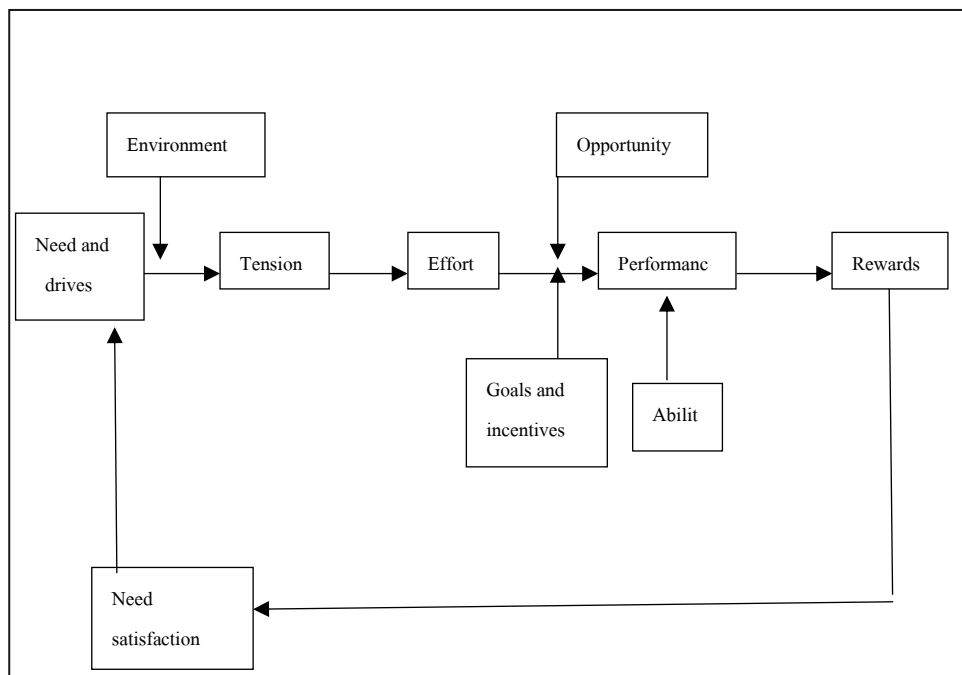 Environment
Opportunity
Need and
drives
Tension
Effort
Performanc
Rewards
Goals and
incentives
Abilit
Need
satisfaction